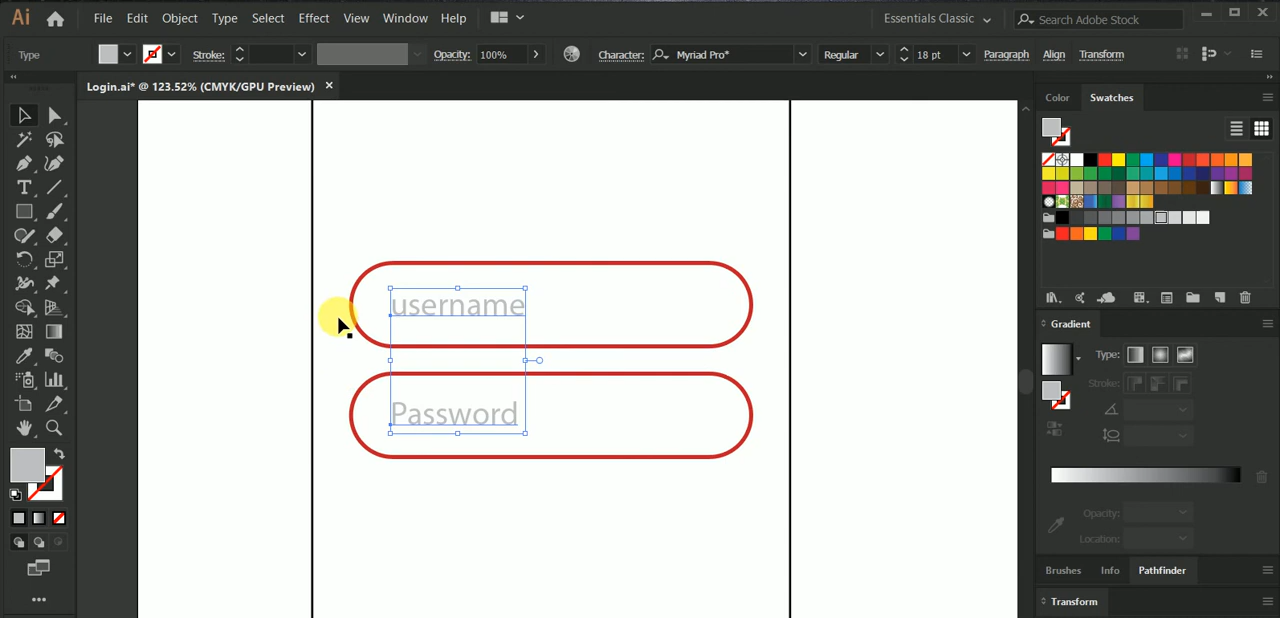 Ai File Edit Object Type Select Effect View Window Help Essentials Classic Search Adobe Stock
Type Stroke: Opacity: 100% Character: Myriad Pro* Regular 18 pt Paragraph Align Transform
Login.ai* @ 123.52% (CMYK/GPU Preview)
Color Swatches
username
Password
Gradient
Type:
Stroke:
Opacity:
Location:
Brushes Info Pathfinder
Transform